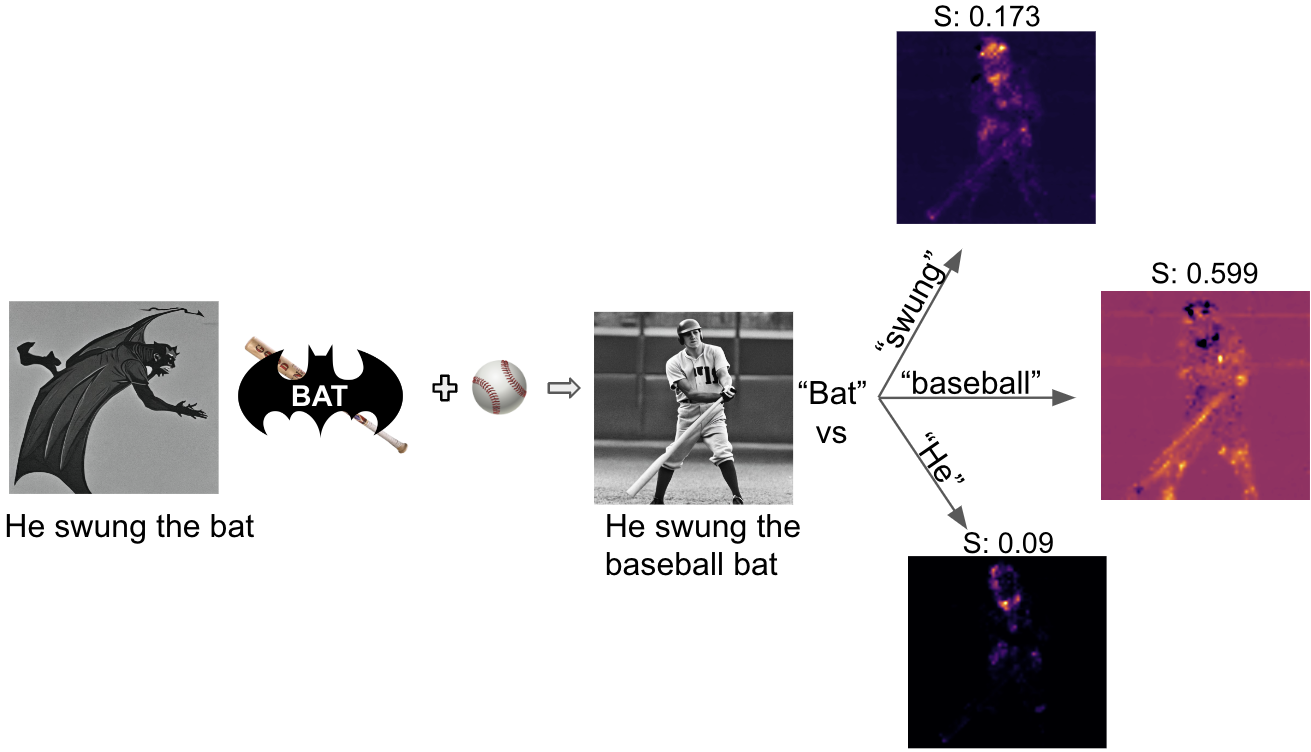 S: 0.173
S: 0.599
"swung"
BAT
"baseball"
"Bat"
vs
"He"
He swung the bat
He swung the
baseball bat
S: 0.09